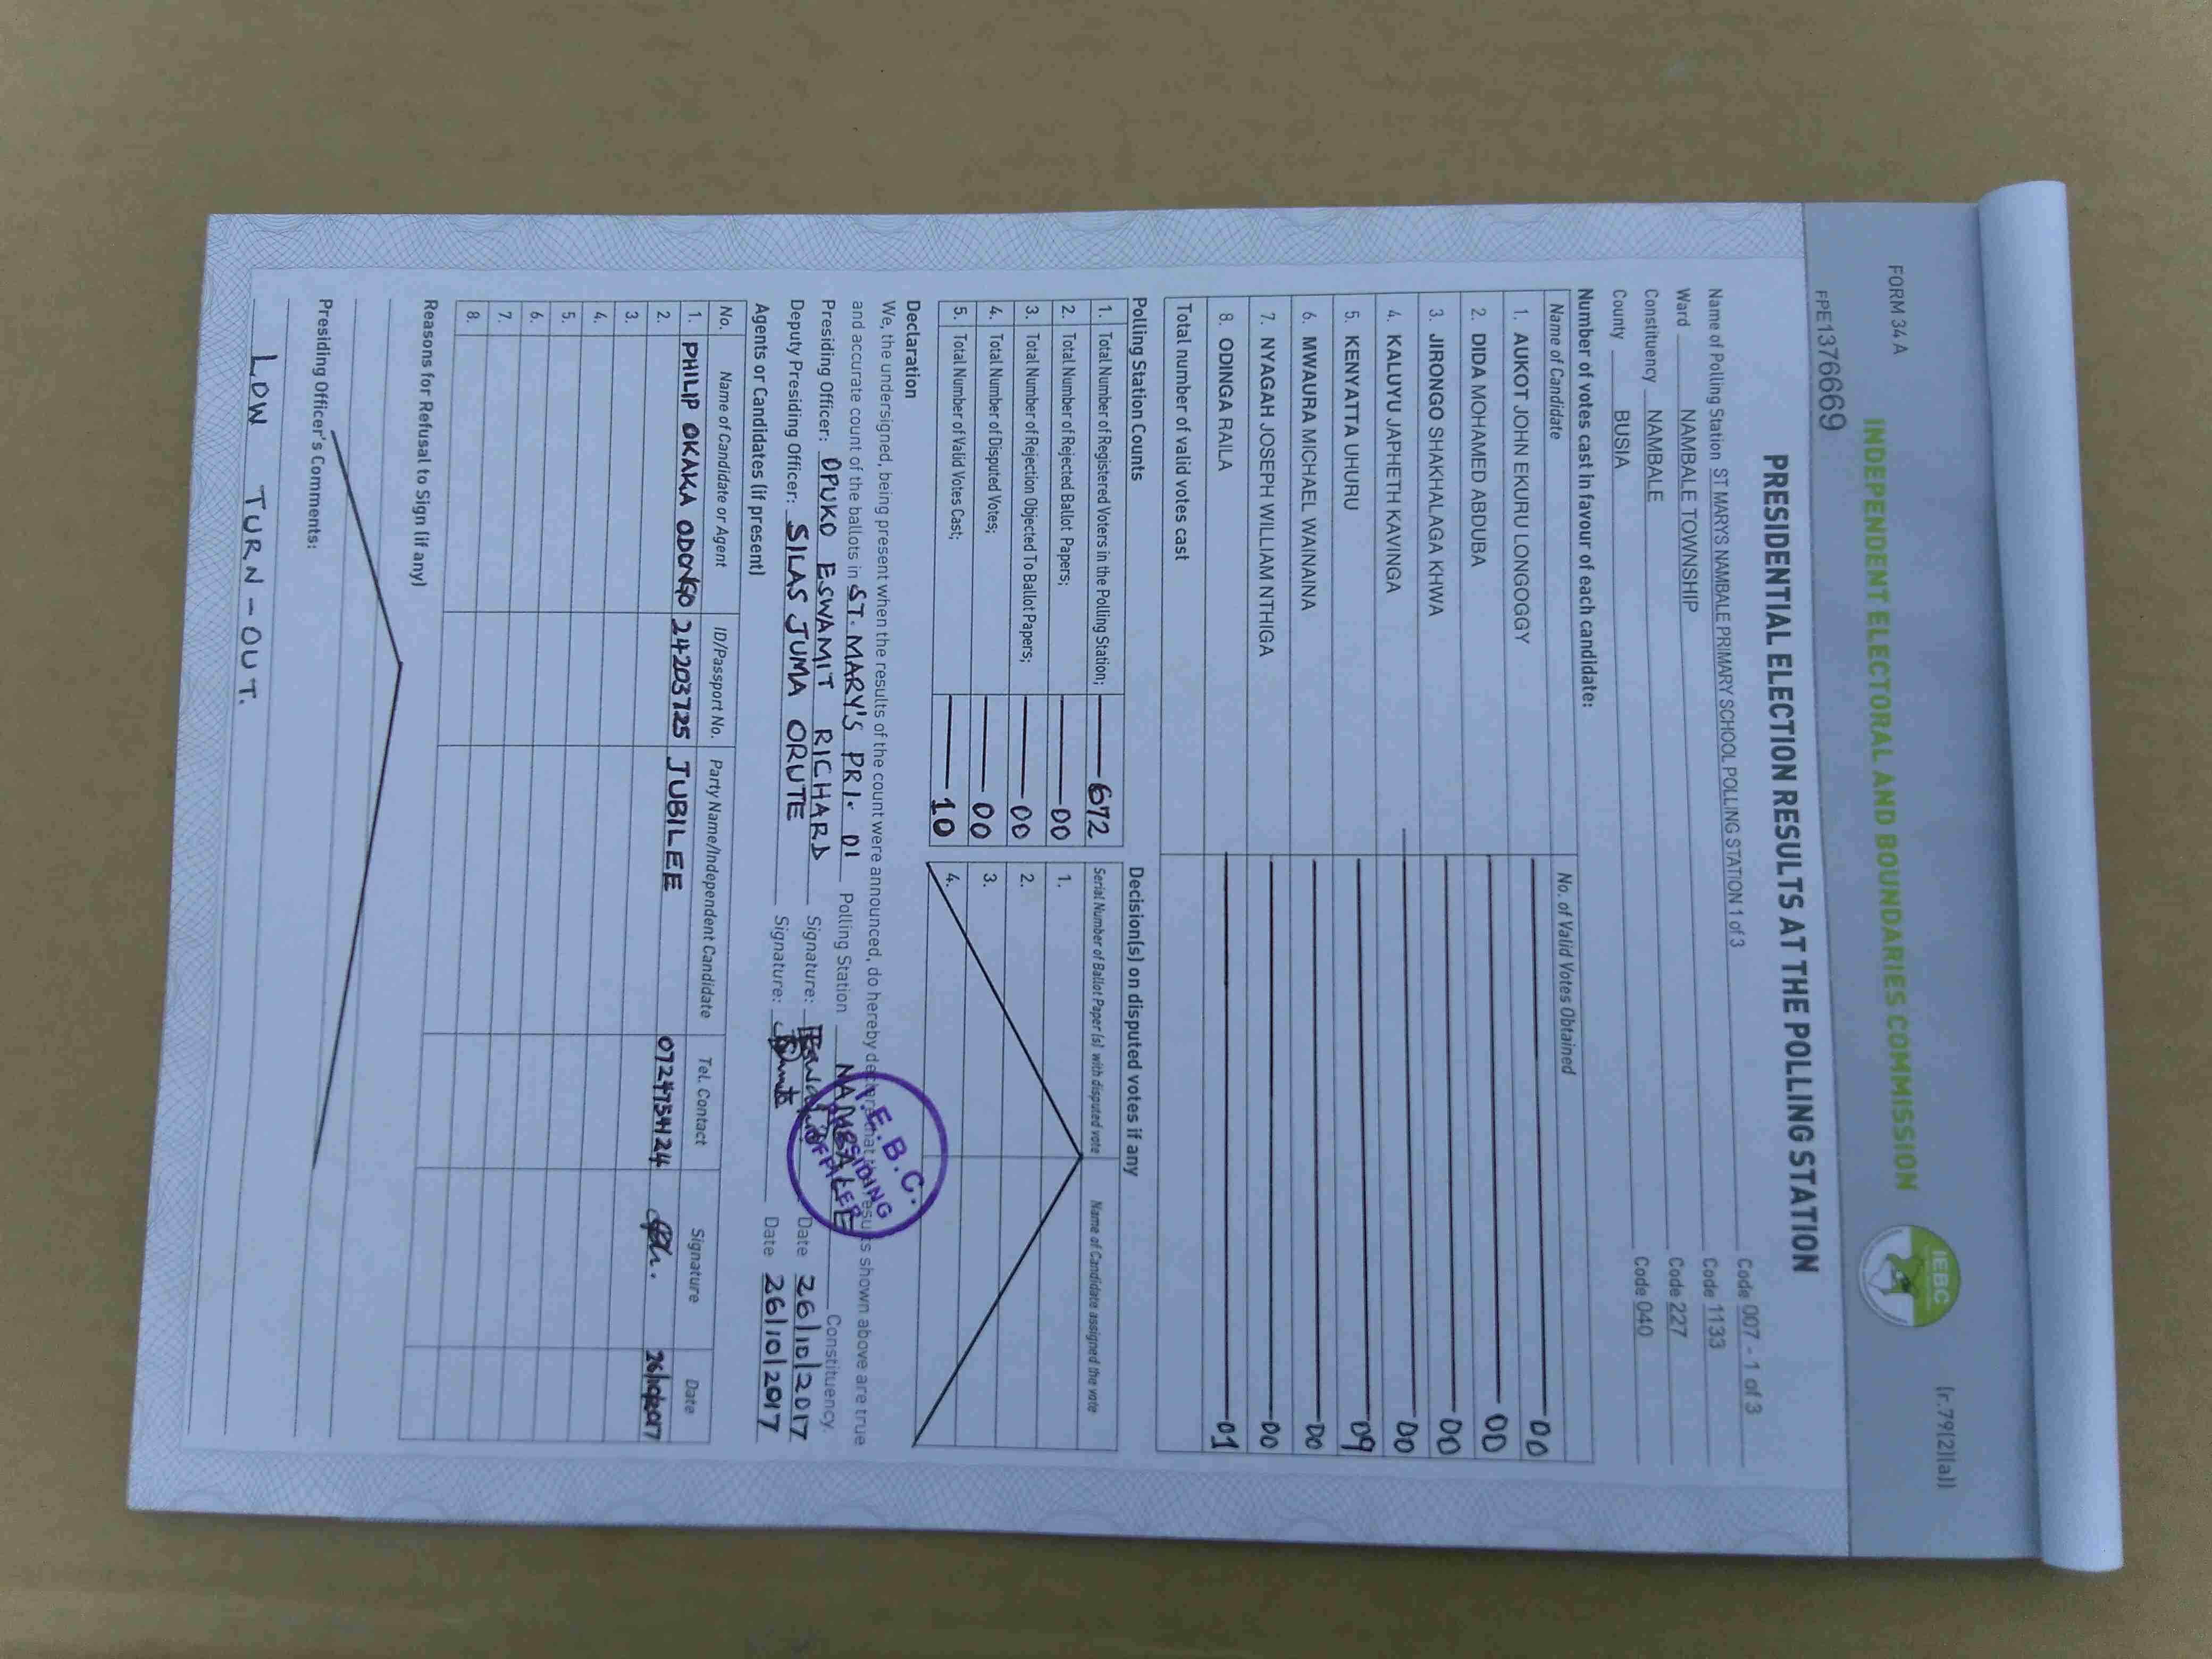 FORM 34 A
(r.79(2)(a))
INDEPENDENT ELECTORAL AND BOUNDARIES COMMISSION
IEBC
FPE1376669
PRESIDENTIAL ELECTION RESULTS AT THE POLLING STATION
Name of Polling Station ST MARYS NAMBALE PRIMARY SCHOOL POLLING STATION 1 of 3 Code 007 - 1 of 3
Ward NAMBALE TOWNSHIP Code 1133
Constituency NAMBALE Code 227
County BUSIA Code 040
Number of votes cast in favour of each candidate:
Name of Candidate No. of Valid Votes Obtained
1. AUKOT JOHN EKURU LONGOGGY 00
2. DIDA MOHAMED ABDUBA 00
3. JIRONGO SHAKHALAGA KHWA 00
4. KALUYU JAPHETH KAVINGA 00
5. KENYATTA UHURU 09
6. MWAURA MICHAEL WAINAINA 00
7. NYAGAH JOSEPH WILLIAM NTHIGA 00
8. ODINGA RAILA 01
Total number of valid votes cast
Polling Station Counts Decision(s) on disputed votes if any
1. Total Number of Registered Voters in the Polling Station; 672 Serial Number of Ballot Paper(s) with disputed vote Name of Candidate assigned the vote
2. Total Number of Rejected Ballot Papers; 00 1.
3. Total Number of Rejection Objected To Ballot Papers; 00 2.
4. Total Number of Disputed Votes; 00 3.
5. Total Number of Valid Votes Cast; 10 4.
Declaration
We, the undersigned, being present when the results of the count were announced, do hereby declare that the results shown above are true
and accurate count of the ballots in ST. MARY'S PRI. 01 Polling Station NAMBALE Constituency.
Presiding Officer: OPUKO ESWAMIT RICHARD Signature: Date 26/10/2017
Deputy Presiding Officer: SILAS JUMA ORUTE Signature: Date 26/10/2017
I.E.B.C.
PRESIDING
OFFICER
Agents or Candidates (if present)
No. Name of Candidate or Agent ID/Passport No. Party Name/Independent Candidate Tel. Contact Signature Date
1. PHILIP OKAKA ODONGO 24203725 JUBILEE 0724754124 26/10/2017
2.
3.
4.
5.
6.
7.
8.
Reasons for Refusal to Sign (if any)
Presiding Officer's Comments:
LOW TURN-OUT.